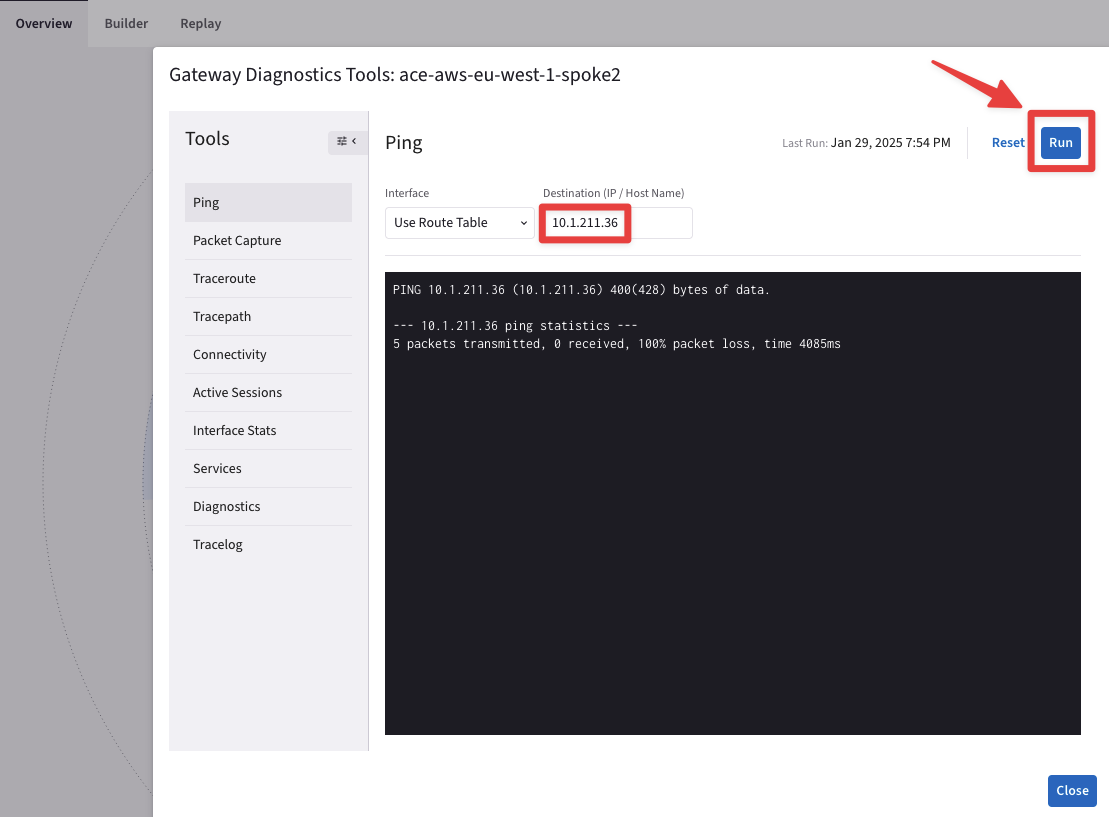 Overview
Builder
Replay
Gateway Diagnostics Tools: ace-aws-eu-west-1-spoke2
Tools
Ping
Packet Capture
Traceroute
Tracepath
Connectivity
Active Sessions
Interface Stats
Services
Diagnostics
Tracelog
Ping
Last Run: Jan 29, 2025 7:54 PM
Reset
Run
Interface
Destination (IP / Host Name)
Use Route Table
10.1.211.36
PING 10.1.211.36 (10.1.211.36) 400(428) bytes of data.
--- 10.1.211.36 ping statistics ---
5 packets transmitted, 0 received, 100% packet loss, time 4085ms
Close